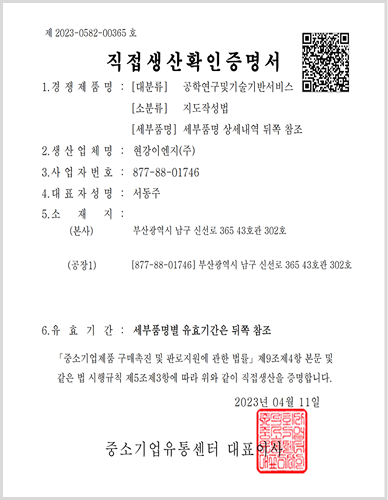 제 2023-0582-00365 호
직접생산확인증명서
1.경 쟁 제 품 명 : [대분류] 공학연구및기술기반서비스
[소분류] 지도작성법
[세부품명] 세부품명 상세내역 뒤쪽 참조
2.생 산 업 체 명 : 현강이엔지(주)
3.사 업 자 번 호 : 877-88-01746
4.대 표 자 성 명 : 서동주
5.소 재 지 :
(본사) 부산광역시 남구 신선로 365 43호관 302호
(공장1) [877-88-01746] 부산광역시 남구 신선로 365 43호관 302호
6.유 효 기 간 : 세부품명별 유효기간은 뒤쪽 참조
「중소기업제품 구매촉진 및 판로지원에 관한 법률」 제9조제4항 본문 및
같은 법 시행규칙 제5조제3항에 따라 위와 같이 직접생산을 증명합니다.
2023년 04월 11일
중소기업유통센터 대표이사